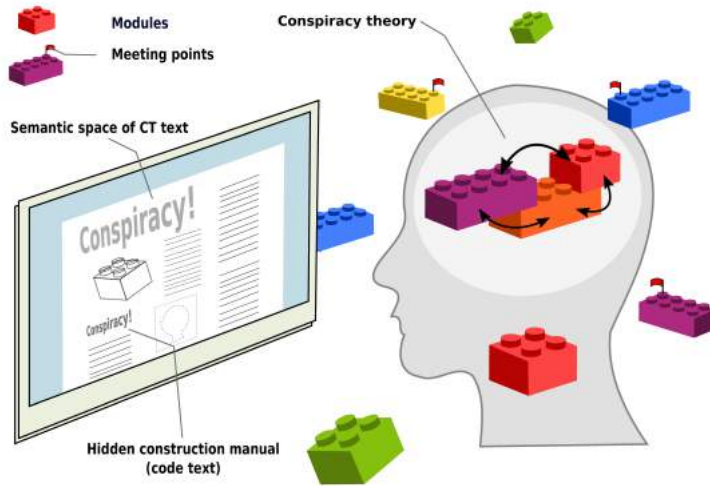 Modules
Meeting points
Conspiracy theory
Semantic space of CT text
Conspiracy!
Conspiracy!
Hidden construction manual
(code text)